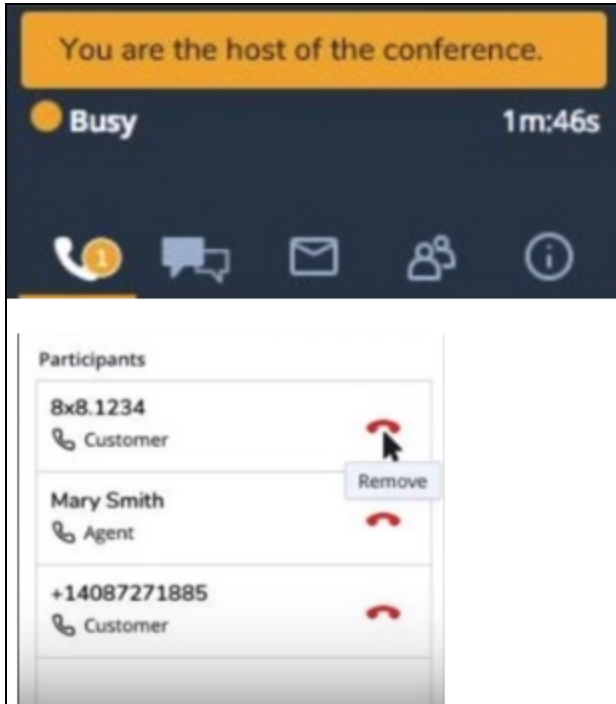 You are the host of the conference.
Busy 1m:46s
1
Participants
8x8.1234
Customer
Remove
Mary Smith
Agent
+14087271885
Customer